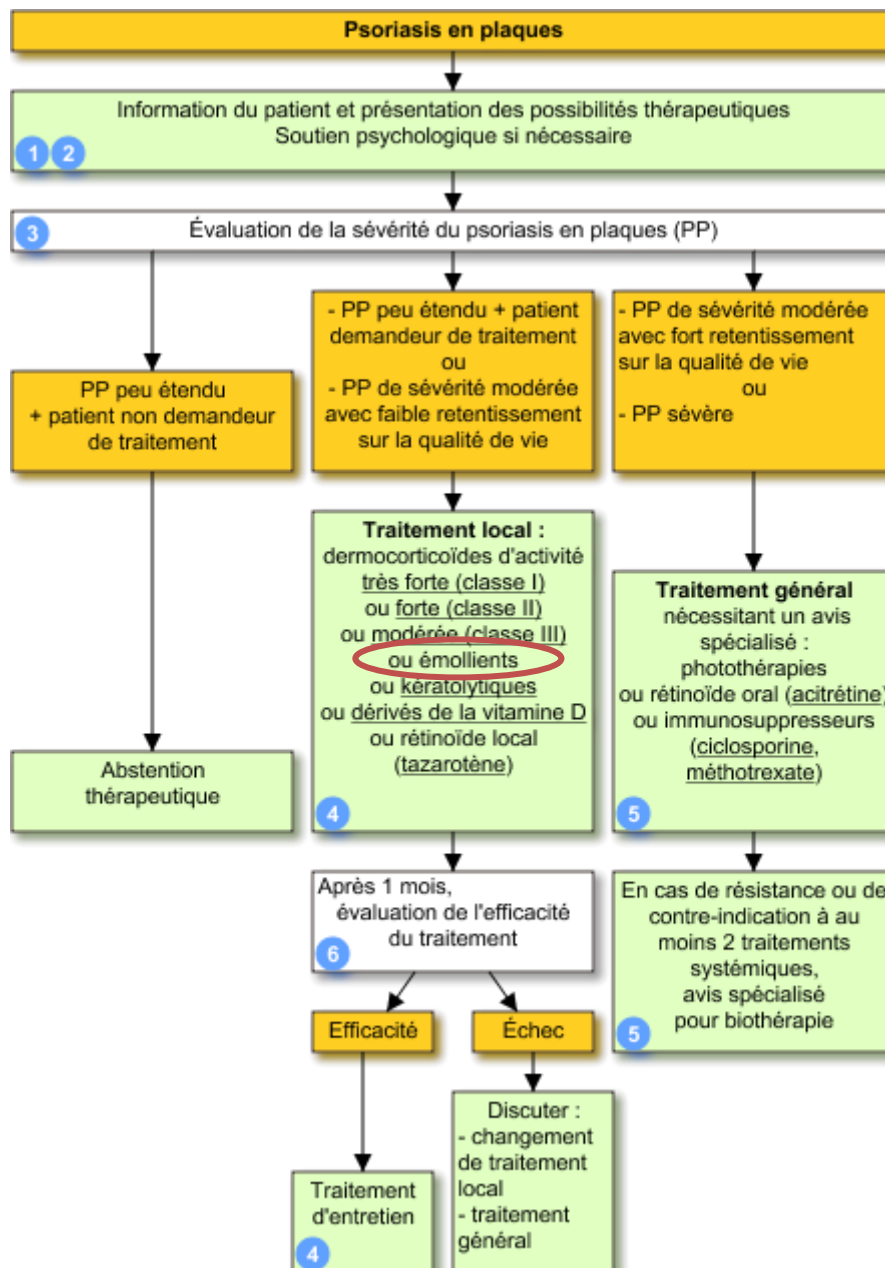 Psoriasis en plaques
Information du patient et présentation des possibilités thérapeutiques
Soutien psychologique si nécessaire
1 2
3
Évaluation de la sévérité du psoriasis en plaques (PP)
PP peu étendu
+ patient non demandeur
de traitement
- PP peu étendu + patient
demandeur de traitement
ou
- PP de sévérité modérée
avec faible retentissement
sur la qualité de vie
- PP de sévérité modérée
avec fort retentissement
sur la qualité de vie
ou
- PP sévère
Abstention
thérapeutique
Traitement local :
dermocorticoïdes d'activité
très forte (classe I)
ou forte (classe II)
ou modérée (classe III)
ou émollients
ou kératolytiques
ou dérivés de la vitamine D
ou rétinoïde local
(tazarotène)
4
Traitement général
nécessitant un avis
spécialisé :
photothérapies
ou rétinoïde oral (acitrétine)
ou immunosuppresseurs
(ciclosporine,
méthotrexate)
5
Après 1 mois,
évaluation de l'efficacité
du traitement
6
En cas de résistance ou de
contre-indication à au
moins 2 traitements
systémiques,
avis spécialisé
pour biothérapie
5
Efficacité
Échec
Traitement
d'entretien
4
Discuter :
- changement
de traitement
local
- traitement
général